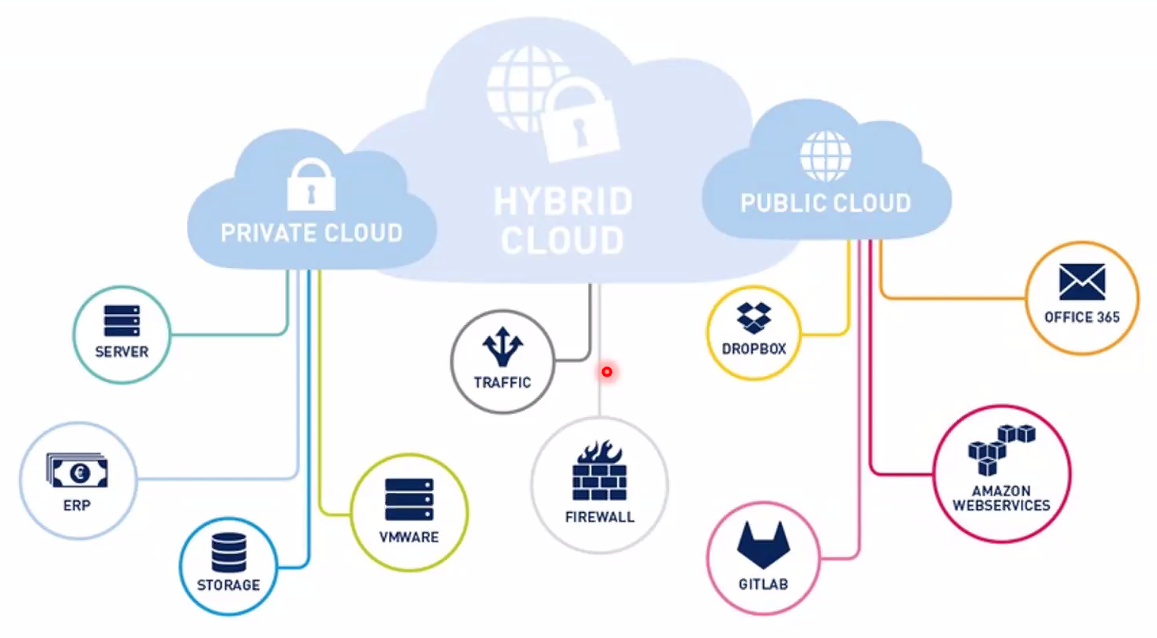 HYBRID
CLOUD
PRIVATE CLOUD
PUBLIC CLOUD
SERVER
ERP
€
STORAGE
VMWARE
TRAFFIC
FIREWALL
DROPBOX
OFFICE 365
AMAZON
WEBSERVICES
GITLAB